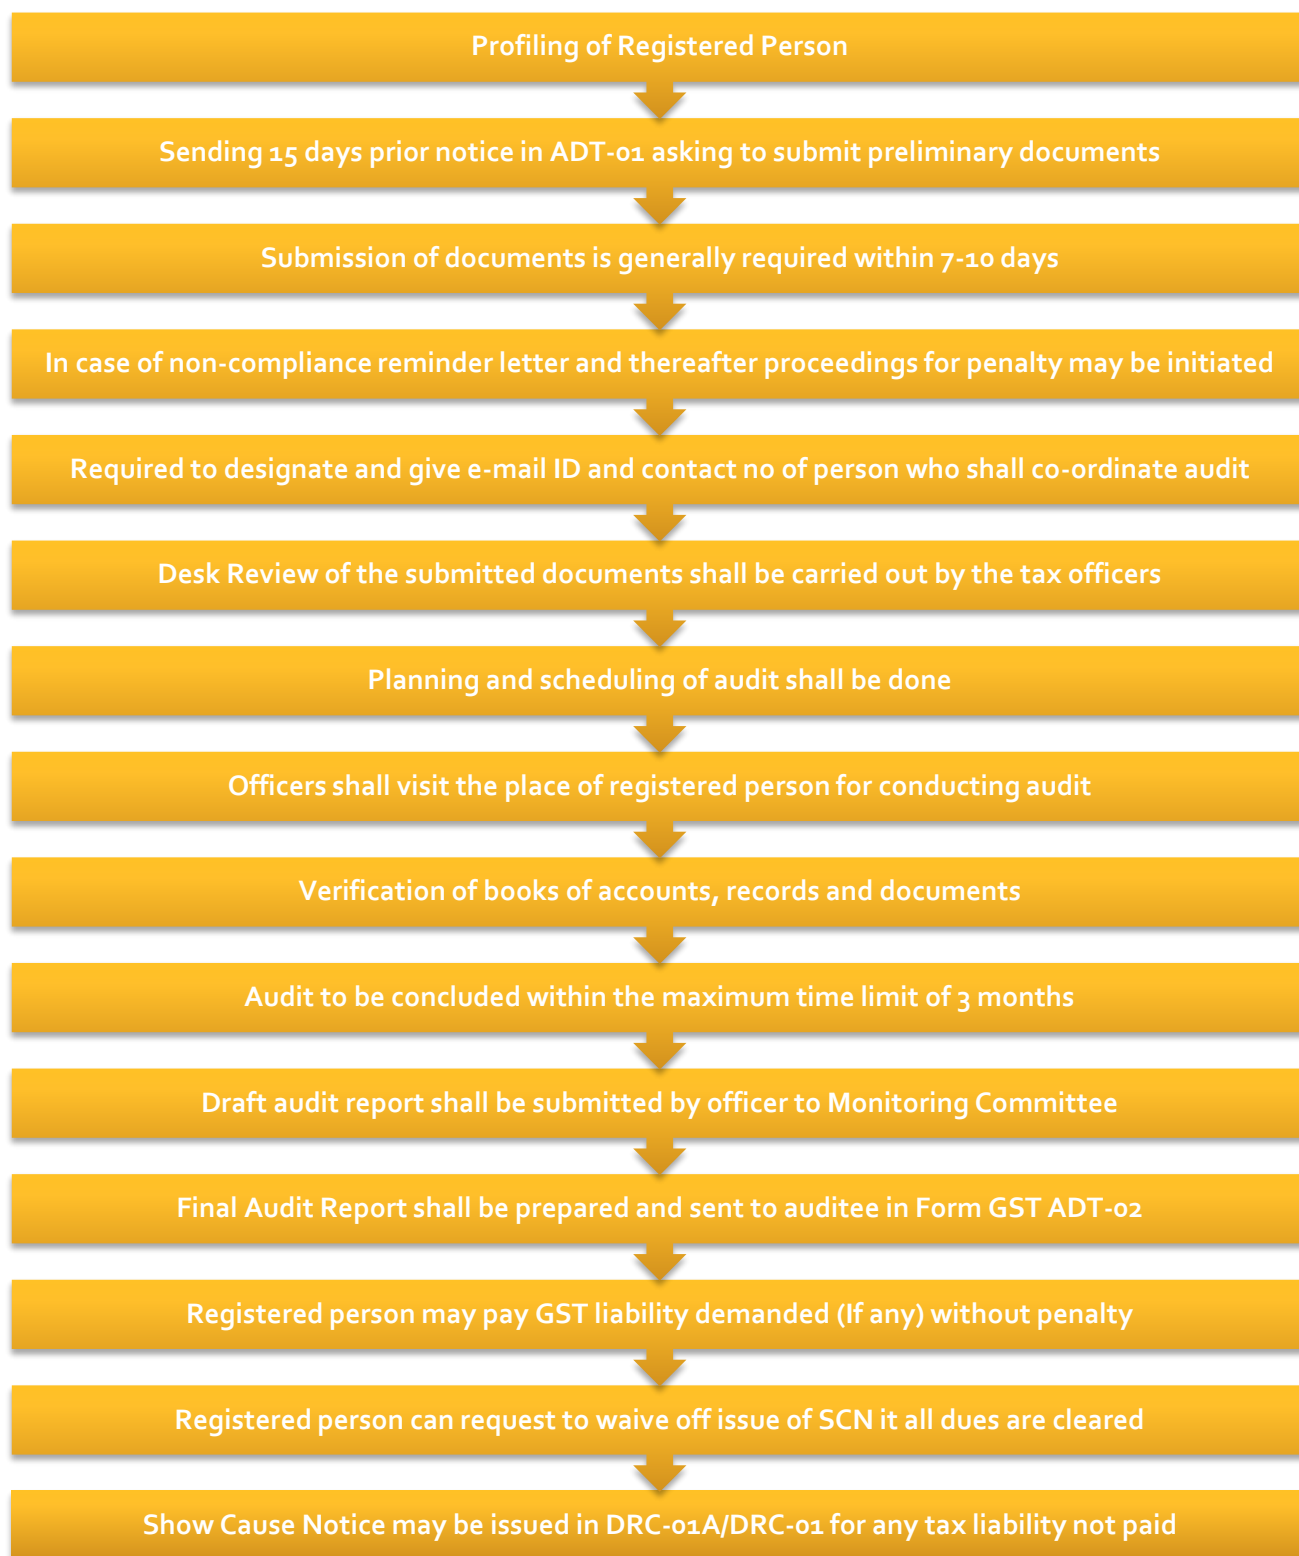 Profiling of Registered Person
Sending 15 days prior notice in ADT-01 asking to submit preliminary documents
Submission of documents is generally required within 7-10 days
In case of non-compliance reminder letter and thereafter proceedings for penalty may be initiated
Required to designate and give e-mail ID and contact no of person who shall co-ordinate audit
Desk Review of the submitted documents shall be carried out by the tax officers
Planning and scheduling of audit shall be done
Officers shall visit the place of registered person for conducting audit
Verification of books of accounts, records and documents
Audit to be concluded within the maximum time limit of 3 months
Draft audit report shall be submitted by officer to Monitoring Committee
Final Audit Report shall be prepared and sent to auditee in Form GST ADT-02
Registered person may pay GST liability demanded (If any) without penalty
Registered person can request to waive off issue of SCN it all dues are cleared
Show Cause Notice may be issued in DRC-01A/DRC-01 for any tax liability not paid